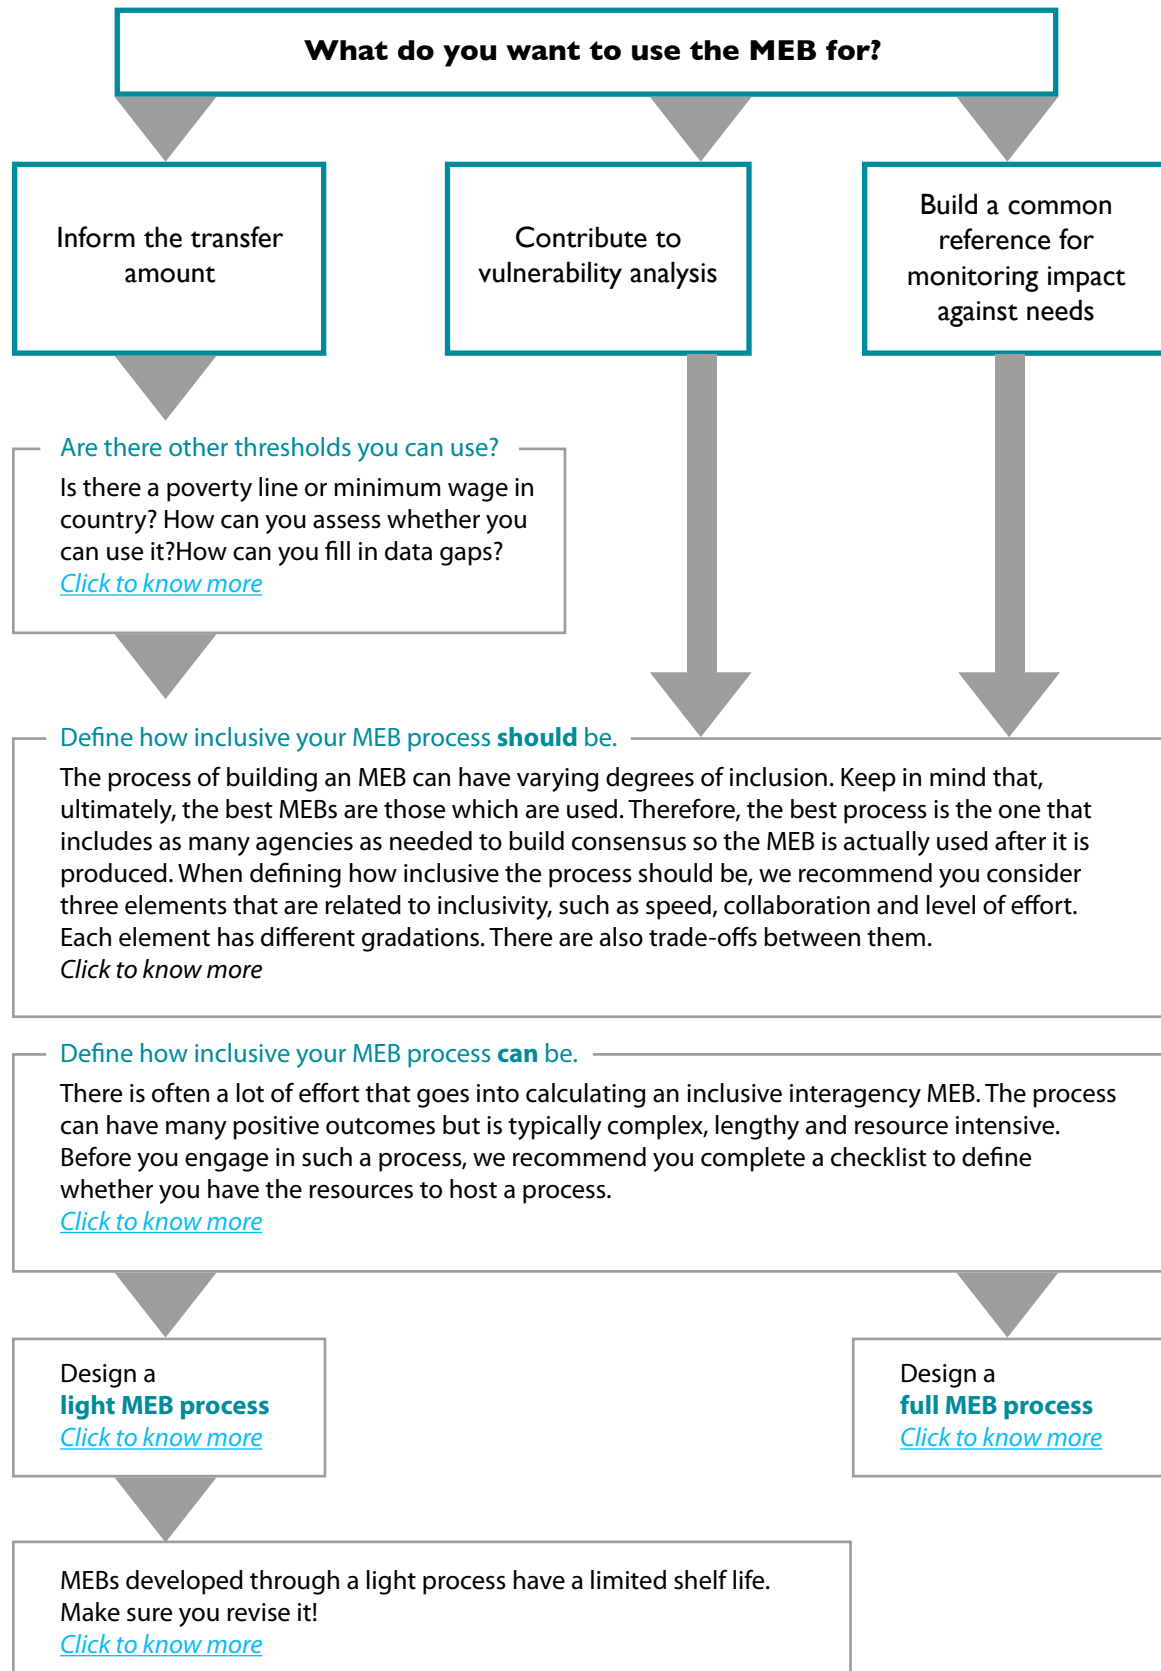 What do you want to use the MEB for?
Inform the transfer
amount
Contribute to
vulnerability analysis
Build a common
reference for
monitoring impact
against needs
Are there other thresholds you can use?
Is there a poverty line or minimum wage in
country? How can you assess whether you
can use it?How can you fill in data gaps?
Click to know more
Define how inclusive your MEB process should be.
The process of building an MEB can have varying degrees of inclusion. Keep in mind that,
ultimately, the best MEBs are those which are used. Therefore, the best process is the one that
includes as many agencies as needed to build consensus so the MEB is actually used after it is
produced. When defining how inclusive the process should be, we recommend you consider
three elements that are related to inclusivity, such as speed, collaboration and level of effort.
Each element has different gradations. There are also trade-offs between them.
Click to know more
Define how inclusive your MEB process can be.
There is often a lot of effort that goes into calculating an inclusive interagency MEB. The process
can have many positive outcomes but is typically complex, lengthy and resource intensive.
Before you engage in such a process, we recommend you complete a checklist to define
whether you have the resources to host a process.
Click to know more
Design a
light MEB process
Click to know more
Design a
full MEB process
Click to know more
MEBs developed through a light process have a limited shelf life.
Make sure you revise it!
Click to know more